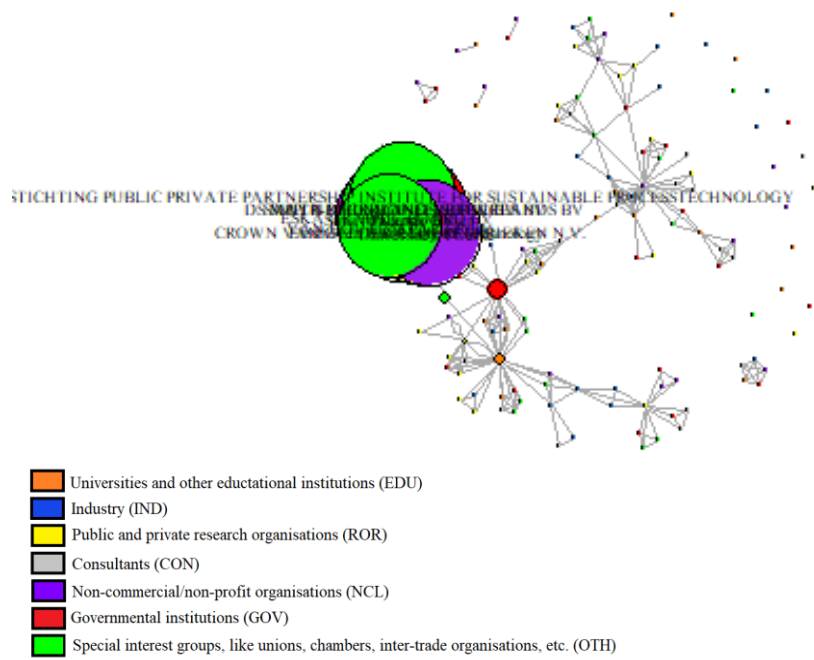 STICHTING PUBLIC PRIVATE PARTNERSHIP INSTITUTE FOR SUSTAINABLE PROCESSTECHNOLOGY
BV
CROWN N.V.
Universities and other eductational institutions (EDU)
Industry (IND)
Public and private research organisations (ROR)
Consultants (CON)
Non-commercial/non-profit organisations (NCL)
Governmental institutions (GOV)
Special interest groups, like unions, chambers, inter-trade organisations, etc. (OTH)